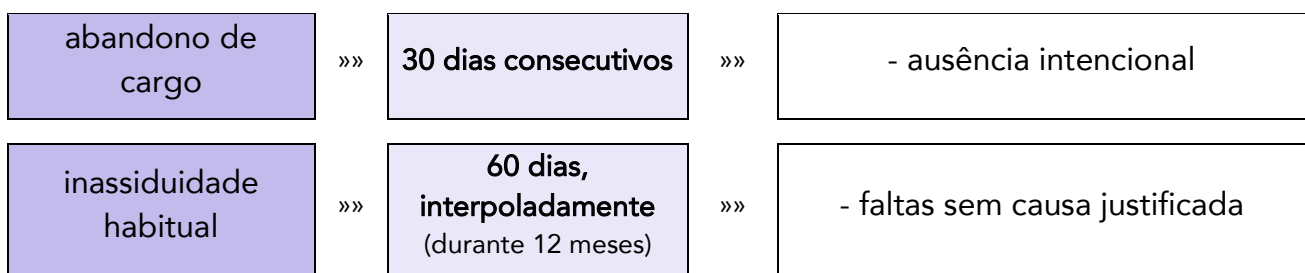 abandono de
cargo
»»
30 dias consecutivos
»»
- ausência intencional
inassiduidade
habitual
»»
60 dias,
interpoladamente
(durante 12 meses)
»»
- faltas sem causa justificada